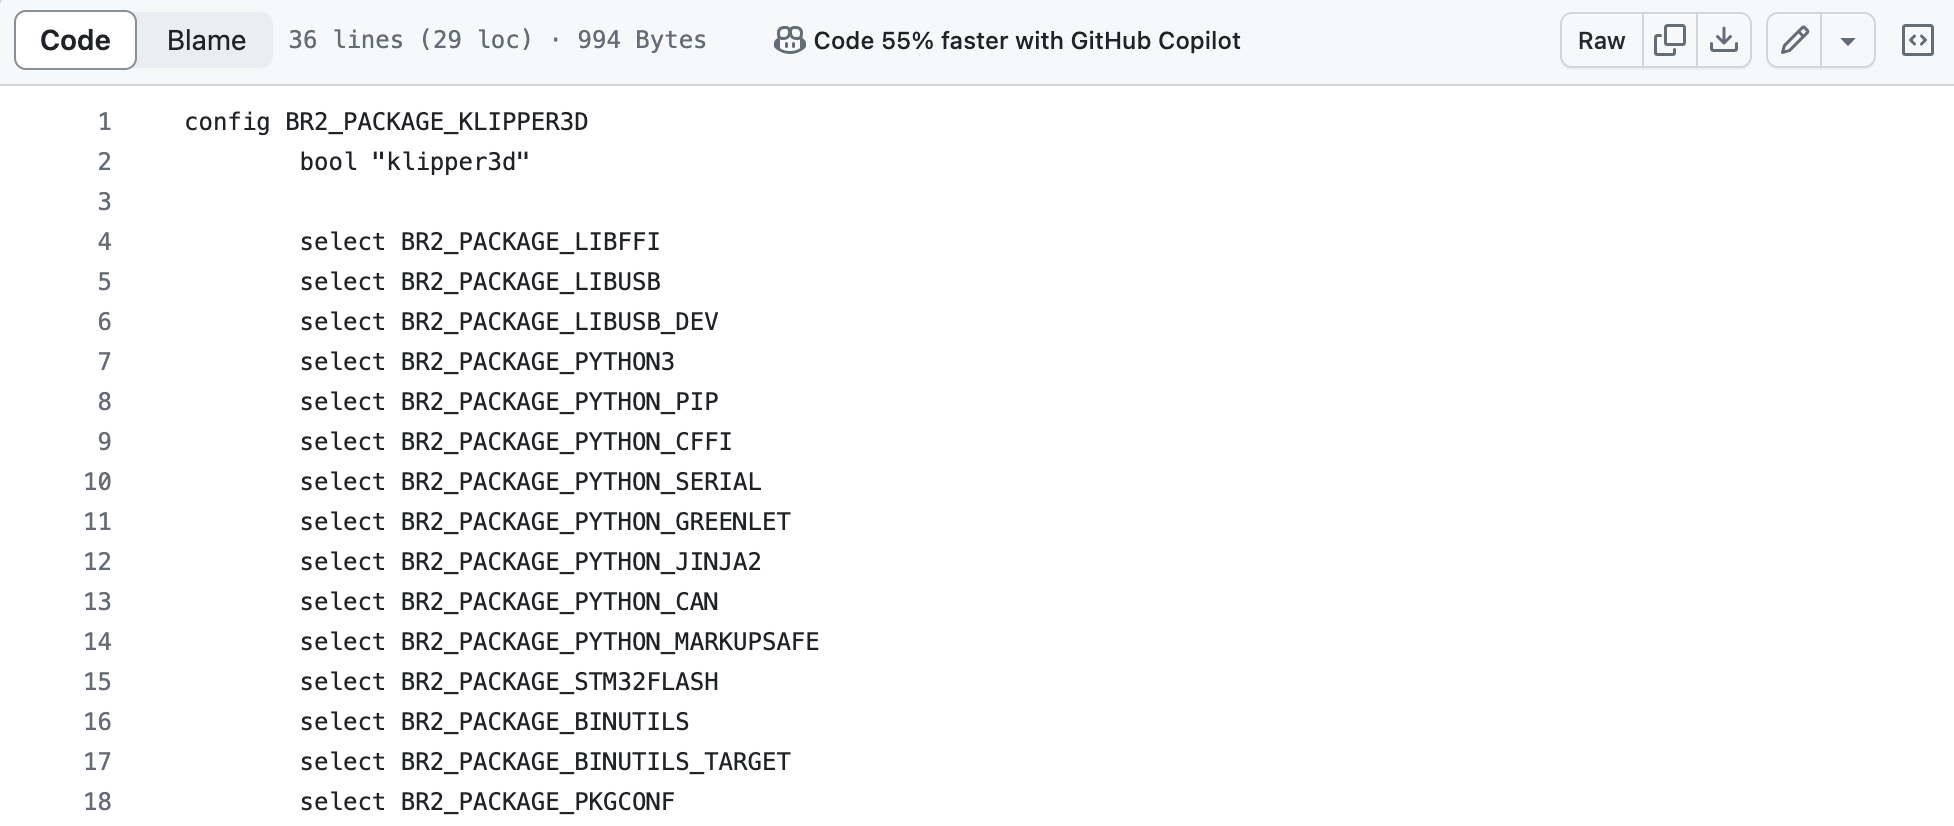 Code Blame 36 lines (29 loc) · 994 Bytes Code 55% faster with GitHub Copilot Raw
1 config BR2_PACKAGE_KLIPPER3D
2 bool "klipper3d"
3
4 select BR2_PACKAGE_LIBFFI
5 select BR2_PACKAGE_LIBUSB
6 select BR2_PACKAGE_LIBUSB_DEV
7 select BR2_PACKAGE_PYTHON3
8 select BR2_PACKAGE_PYTHON_PIP
9 select BR2_PACKAGE_PYTHON_CFFI
10 select BR2_PACKAGE_PYTHON_SERIAL
11 select BR2_PACKAGE_PYTHON_GREENLET
12 select BR2_PACKAGE_PYTHON_JINJA2
13 select BR2_PACKAGE_PYTHON_CAN
14 select BR2_PACKAGE_PYTHON_MARKUPSAFE
15 select BR2_PACKAGE_STM32FLASH
16 select BR2_PACKAGE_BINUTILS
17 select BR2_PACKAGE_BINUTILS_TARGET
18 select BR2_PACKAGE_PKGCONF